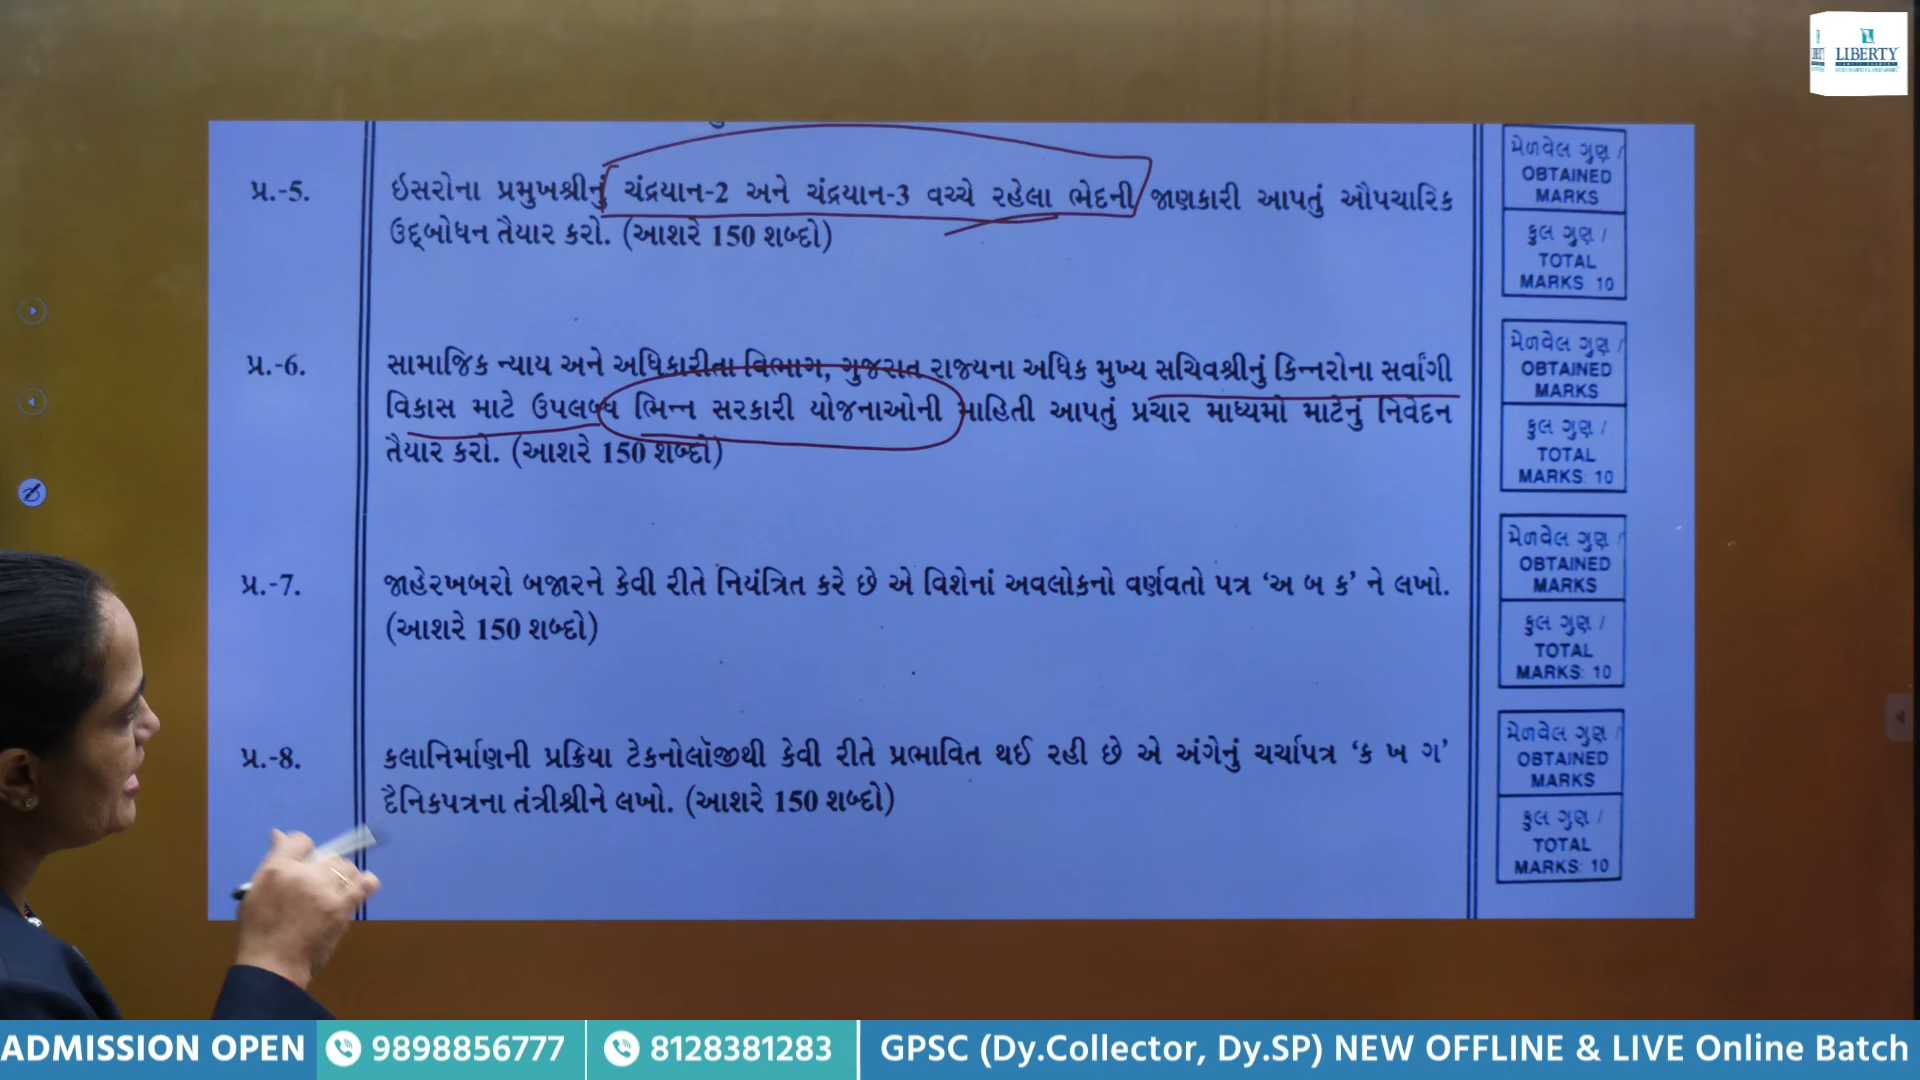 LIBERTY
પ્ર.-5. ઇસરોના પ્રમુખશ્રીનું ચંદ્રયાન-2 અને ચંદ્રયાન-3 વચ્ચે રહેલા ભેદની જાણકારી આપતું ઔપચારિક
ઉદ્‌બોધન તૈયાર કરો. (આશરે 150 શબ્દો)
મેળવેલ ગુણ /
OBTAINED
MARKS
કુલ ગુણ /
TOTAL
MARKS 10
પ્ર.-6. સામાજિક ન્યાય અને અધિકારીતા વિભાગ, ગુજરાત રાજ્યના અધિક મુખ્ય સચિવશ્રીનું કિન્નરોના સર્વાંગી
વિકાસ માટે ઉપલબ્ધ ભિન્ન સરકારી યોજનાઓની માહિતી આપતું પ્રચાર માધ્યમો માટેનું નિવેદન
તૈયાર કરો. (આશરે 150 શબ્દો)
મેળવેલ ગુણ /
OBTAINED
MARKS
કુલ ગુણ /
TOTAL
MARKS: 10
પ્ર.-7. જાહેરખબરો બજારને કેવી રીતે નિયંત્રિત કરે છે એ વિશેનાં અવલોકનો વર્ણવતો પત્ર ‘અ બ ક’ ને લખો.
(આશરે 150 શબ્દો)
મેળવેલ ગુણ /
OBTAINED
MARKS
કુલ ગુણ /
TOTAL
MARKS: 10
પ્ર.-8. કલાનિર્માણની પ્રક્રિયા ટેકનોલૉજીથી કેવી રીતે પ્રભાવિત થઈ રહી છે એ અંગેનું ચર્ચાપત્ર ‘ક ખ ગ’
દૈનિકપત્રના તંત્રીશ્રીને લખો. (આશરે 150 શબ્દો)
મેળવેલ ગુણ /
OBTAINED
MARKS
કુલ ગુણ /
TOTAL
MARKS: 10
ADMISSION OPEN 9898856777 8128381283 GPSC (Dy.Collector, Dy.SP) NEW OFFLINE & LIVE Online Batch